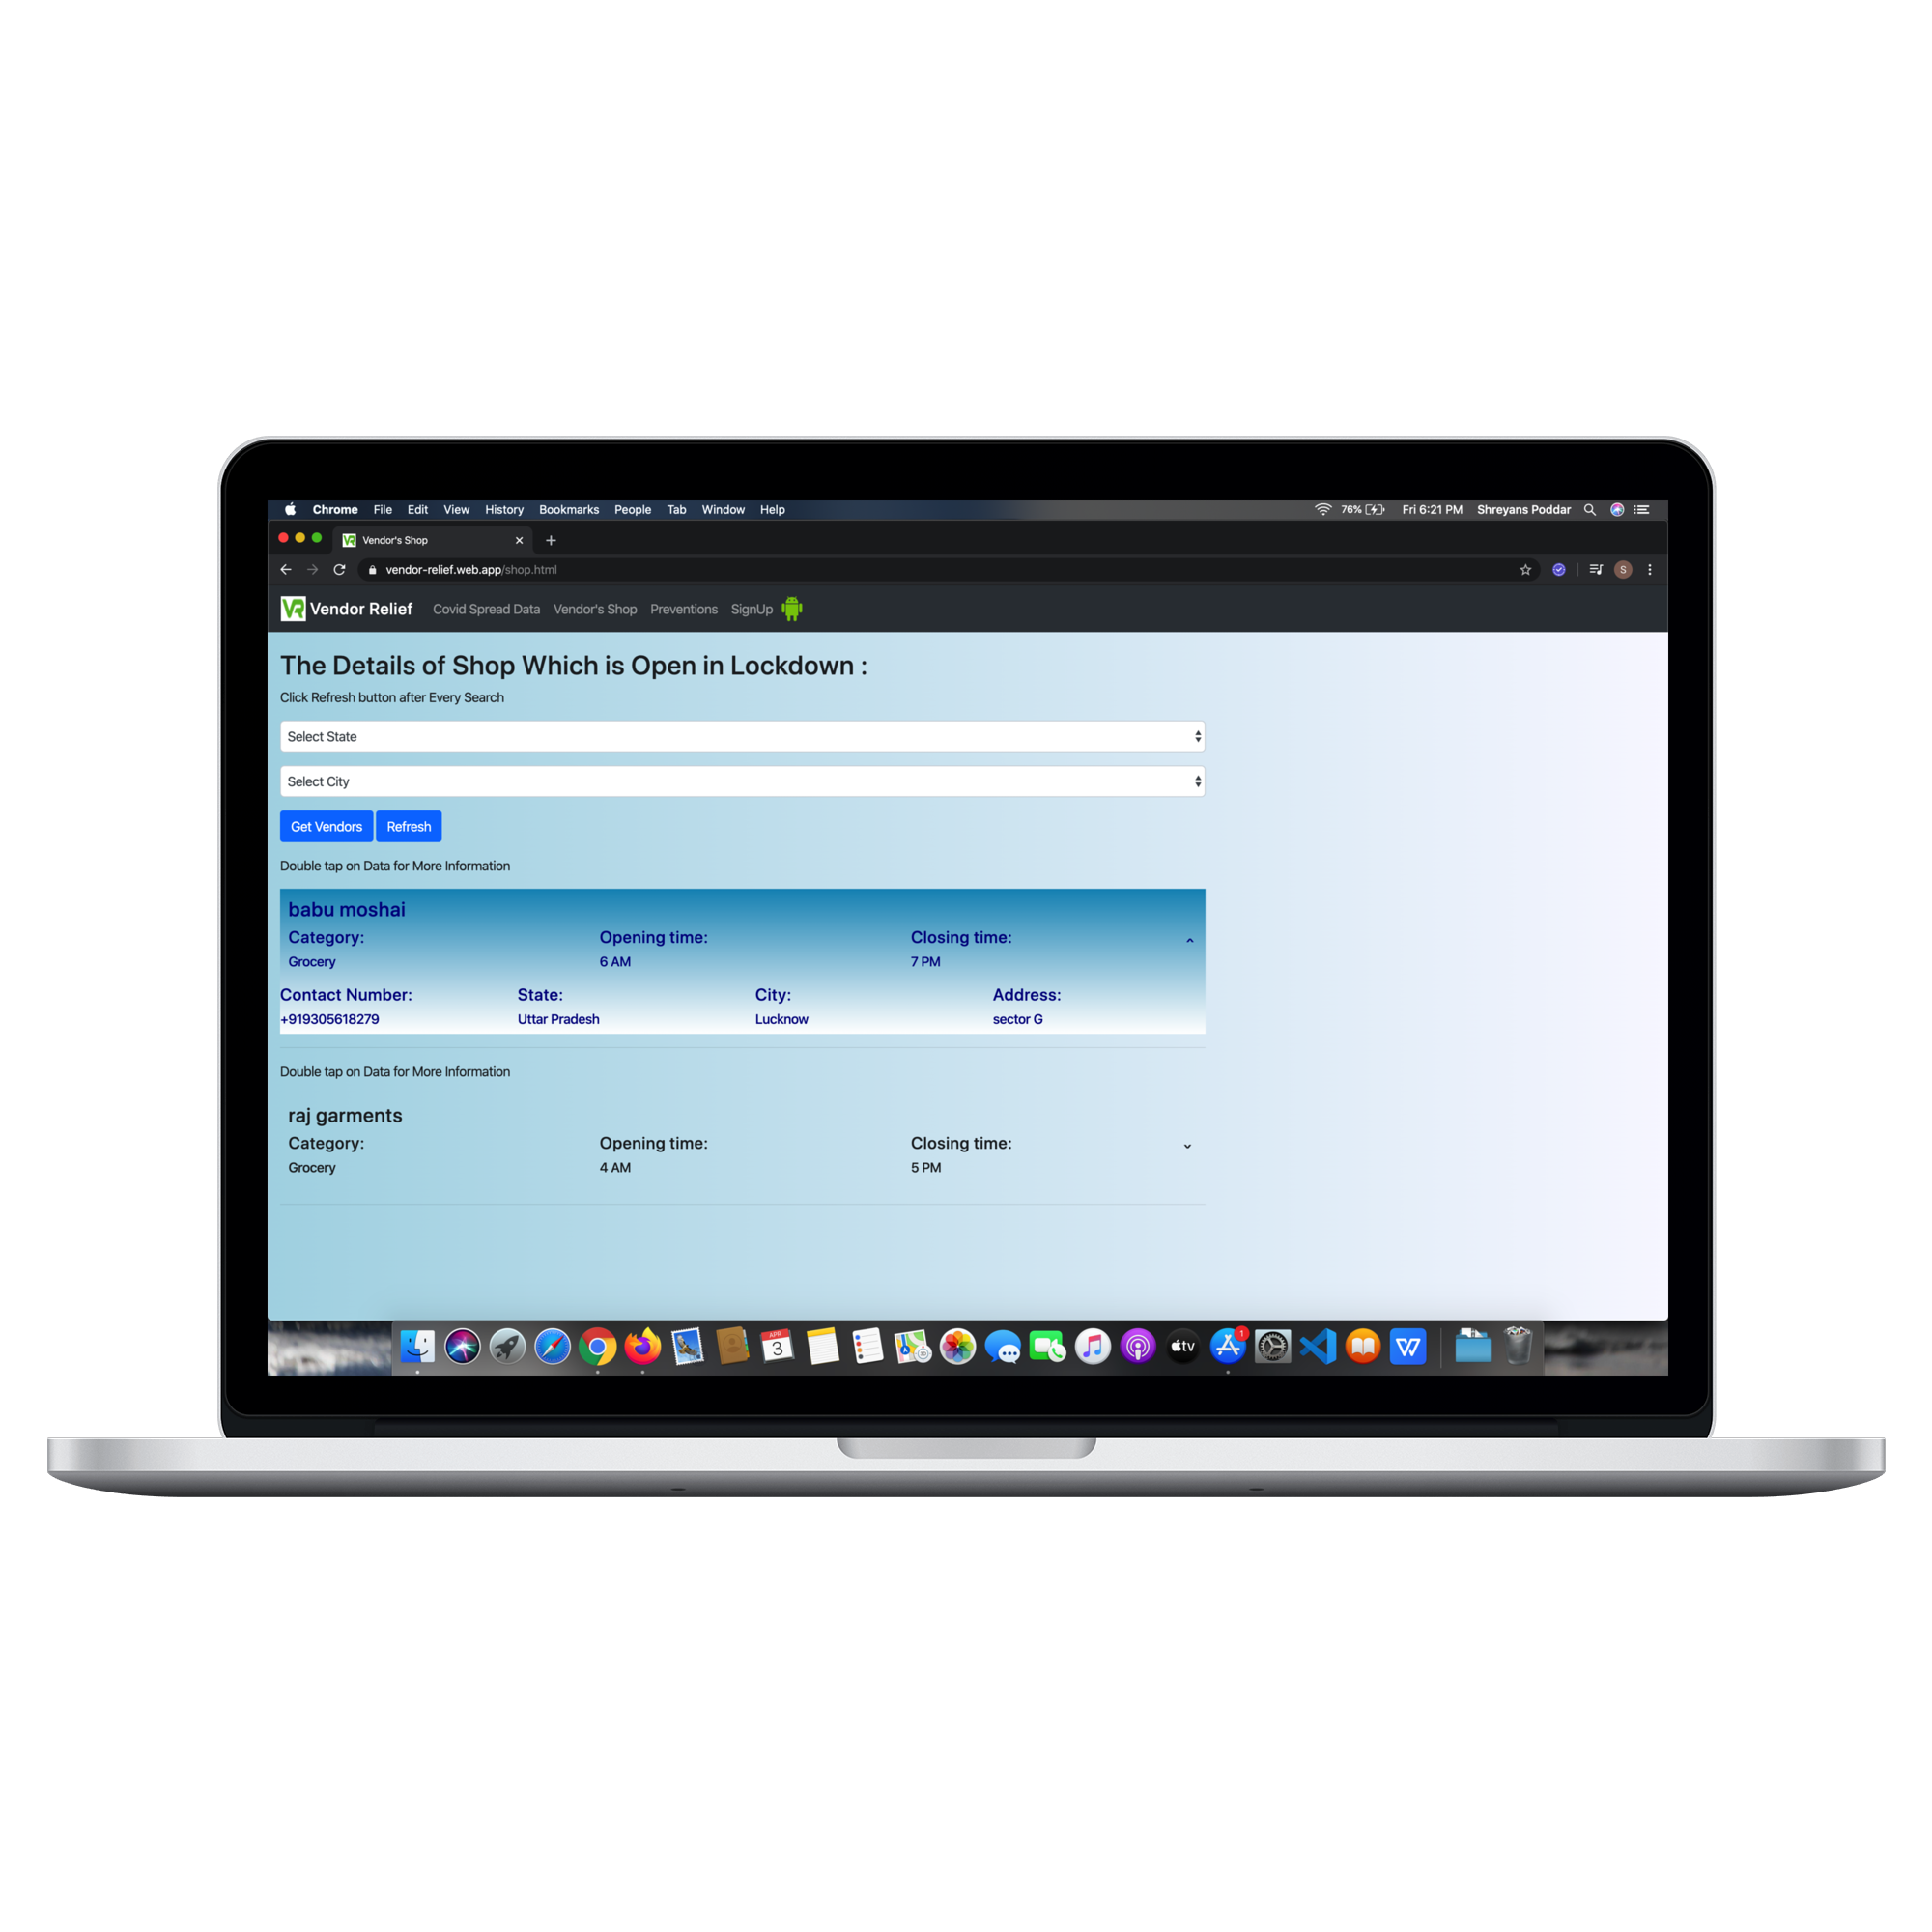 Chrome File Edit View History Bookmarks People Tab Window Help 76% Fri 6:21 PM Shreyans Poddar
VR Vendor's Shop
vendor-relief.web.app/shop.html S
VR Vendor Relief Covid Spread Data Vendor's Shop Preventions SignUp
The Details of Shop Which is Open in Lockdown :
Click Refresh button after Every Search
Select State
Select City
Get Vendors Refresh
Double tap on Data for More Information
babu moshai
Category: Opening time: Closing time:
Grocery 6 AM 7 PM
Contact Number: State: City: Address:
+919305618279 Uttar Pradesh Lucknow sector G
Double tap on Data for More Information
raj garments
Category: Opening time: Closing time:
Grocery 4 AM 5 PM
APR
3 tv 1 W